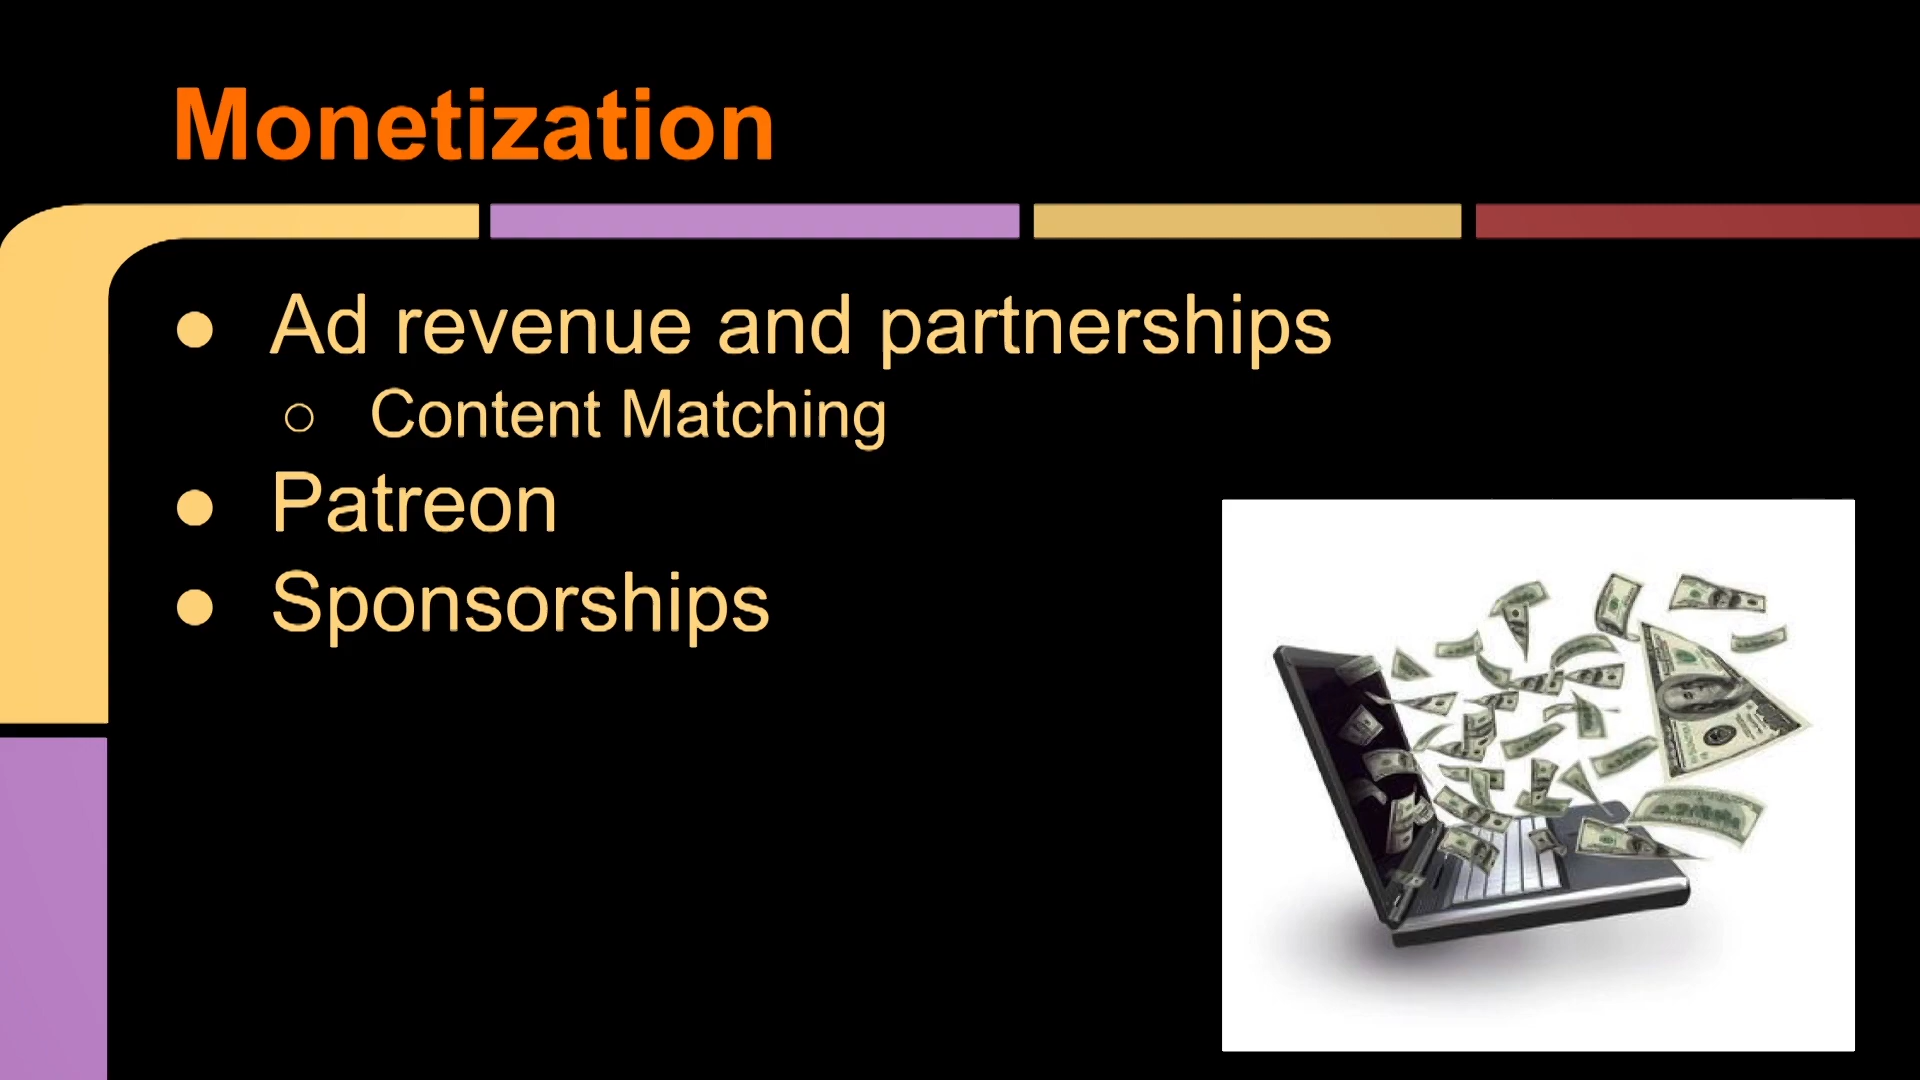 Monetization
● Ad revenue and partnerships
○ Content Matching
● Patreon
● Sponsorships